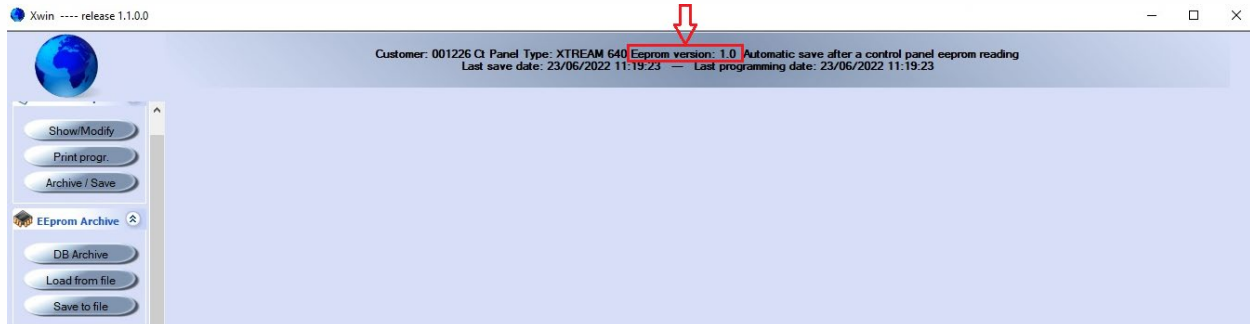 Xwin ---- release 1.1.0.0
Customer: 001226 Ct Panel Type: XTREAM 640 Eeprom version: 1.0 Automatic save after a control panel eeprom reading
Last save date: 23/06/2022 11:19:23 — Last programming date: 23/06/2022 11:19:23
Show/Modify
Print progr.
Archive / Save
EEprom Archive
DB Archive
Load from file
Save to file